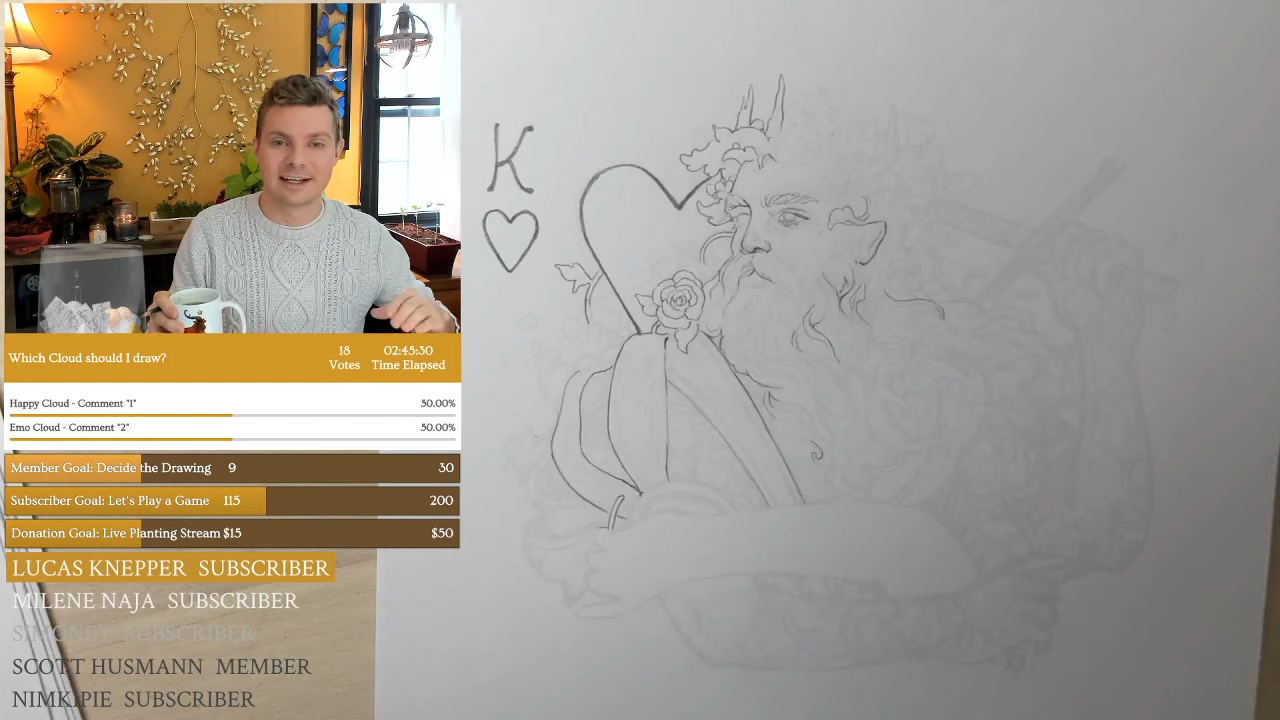 K
Which Cloud should I draw?
18
Votes
02:45:30
Time Elapsed
Happy Cloud - Comment "1" 50.00%
Emo Cloud - Comment "2" 50.00%
Member Goal: Decide the Drawing 9 30
Subscriber Goal: Let's Play a Game 115 200
Donation Goal: Live Planting Stream $15 $50
LUCAS KNEPPER SUBSCRIBER
MILENE NAJA SUBSCRIBER
SUBSCRIBER
SCOTT HUSMANN MEMBER
NIMKIPIE SUBSCRIBER